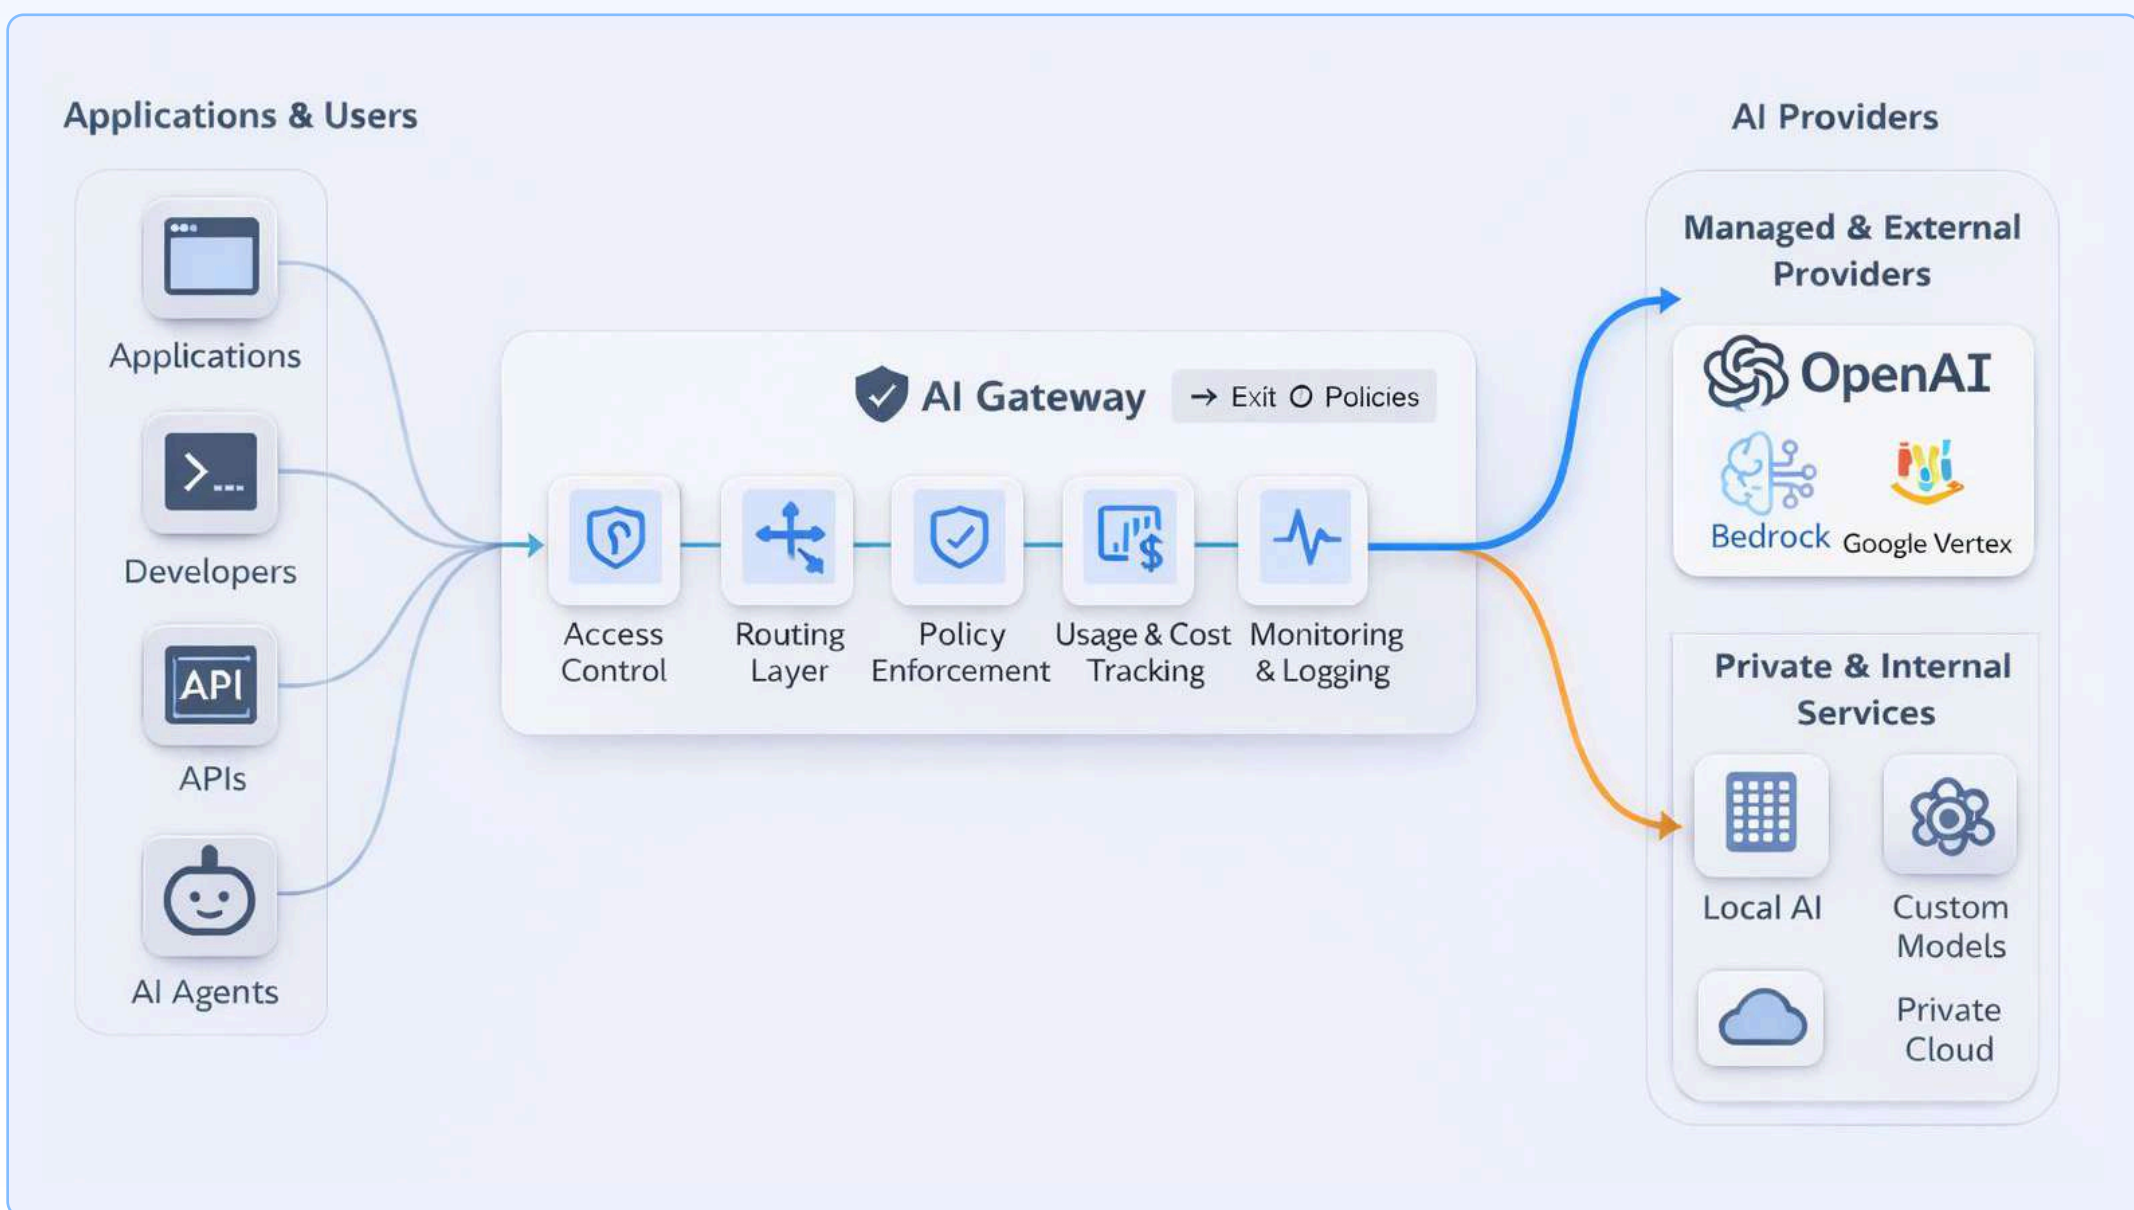 Applications & Users
Applications
Developers
API
APIs
AI Agents
AI Gateway
→ Exit Policies
Access
Control
Routing
Layer
Policy
Enforcement
Usage & Cost
Tracking
Monitoring
& Logging
AI Providers
Managed & External
Providers
OpenAI
Bedrock
Google Vertex
Private & Internal
Services
Local AI
Custom
Models
Private
Cloud